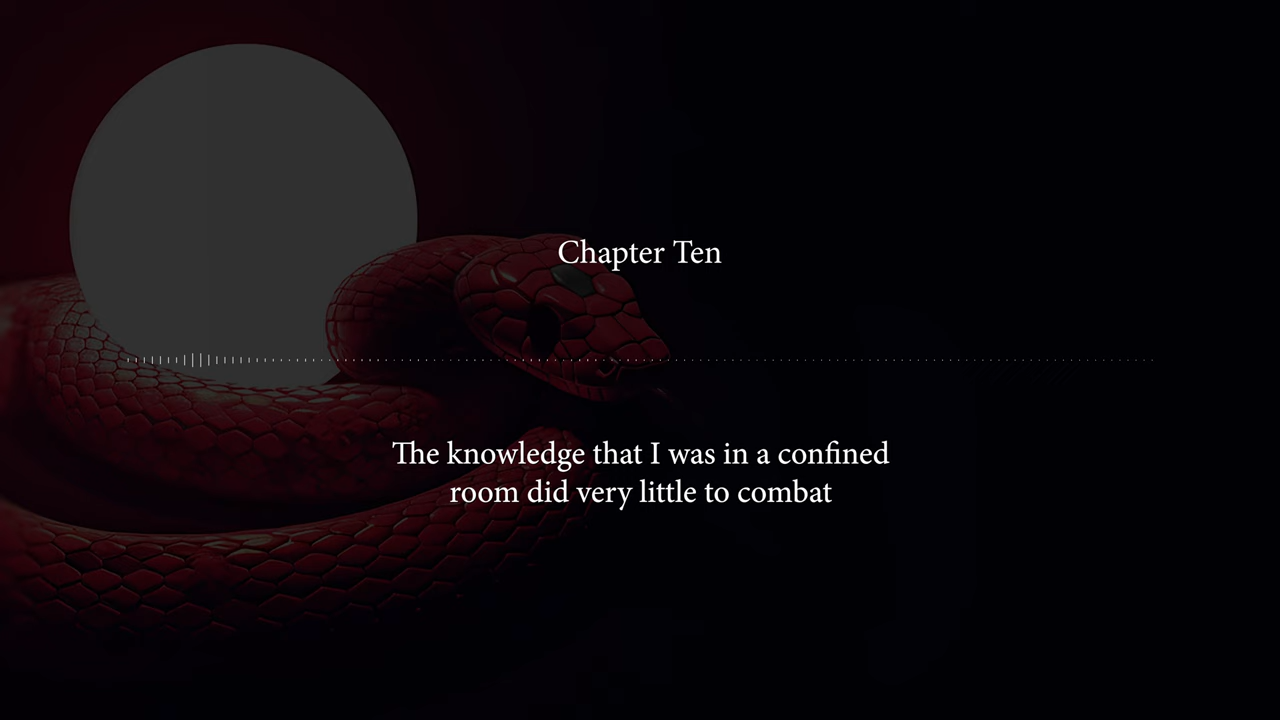 Chapter Ten
The knowledge that I was in a confined
room did very little to combat